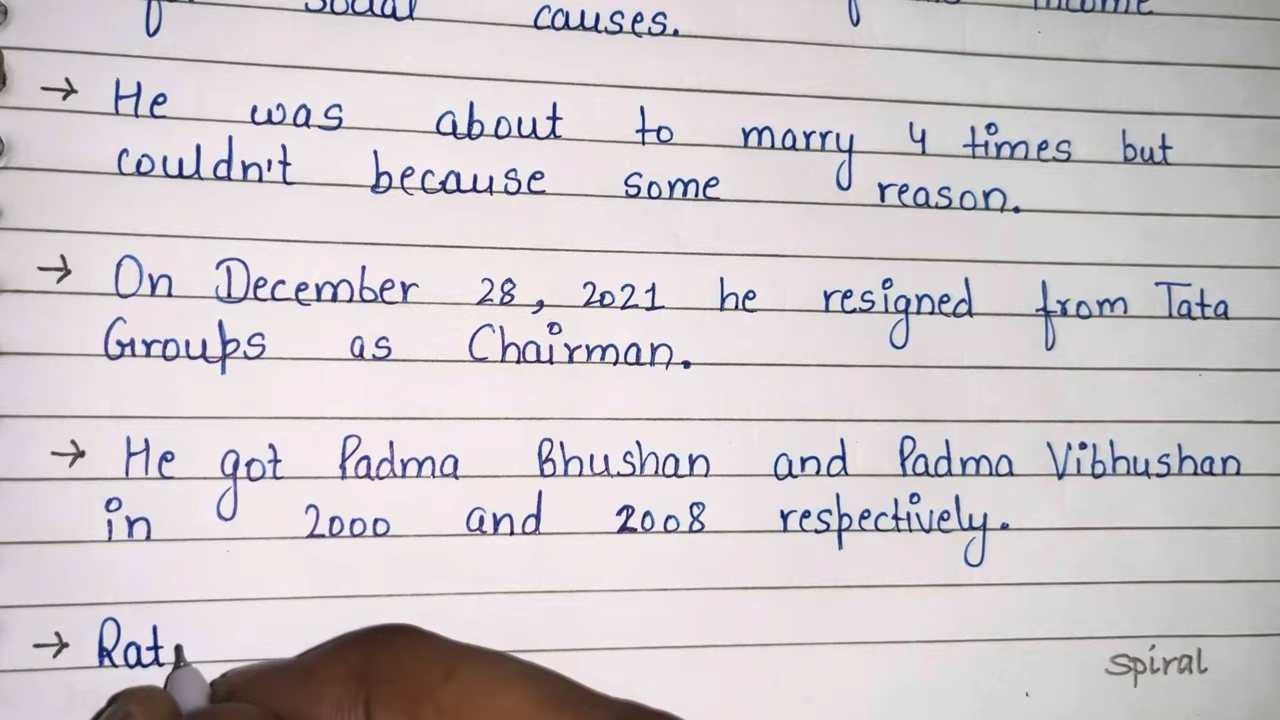 social causes. income
→ He was about to marry 4 times but
couldn't because some reason.
→ On December 28, 2021 he resigned from Tata
Groups as Chairman.
→ He got Padma Bhushan and Padma Vibhushan
in 2000 and 2008 respectively.
→ Rat
Spiral